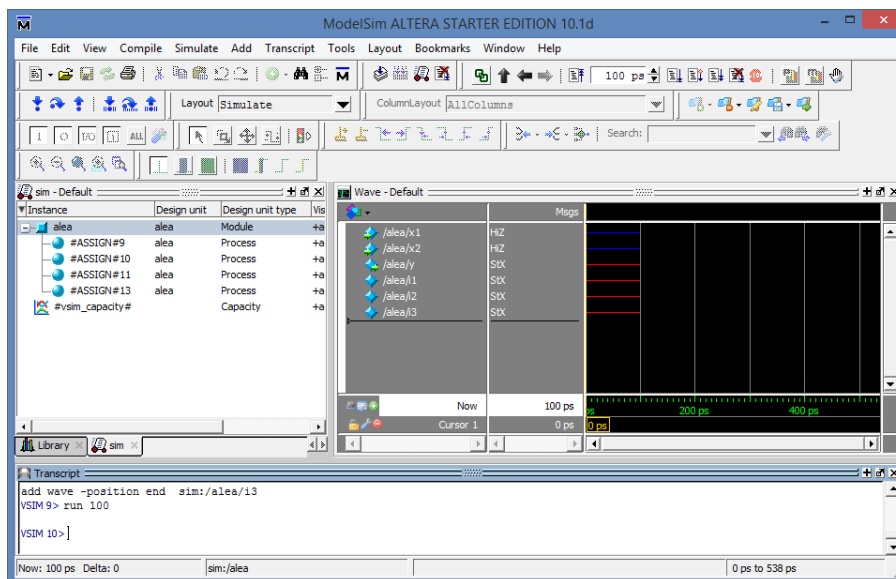 ModelSim ALTERA STARTER EDITION 10.1d
File Edit View Compile Simulate Add Transcript Tools Layout Bookmarks Window Help
100 ps
Layout Simulate ColumnLayout AllColumns
Search:
sim - Default
Instance Design unit Design unit type Vis
alea alea Module +a
#ASSIGN#9 alea Process +a
#ASSIGN#10 alea Process +a
#ASSIGN#11 alea Process +a
#ASSIGN#13 alea Process +a
#vsim_capacity# Capacity +a
Library sim
Wave - Default
Msgs
/alea/x1 HiZ
/alea/x2 HiZ
/alea/y StX
/alea/i1 StX
/alea/i2 StX
/alea/i3 StX
Now 100 ps ps 200 ps 400 ps
Cursor 1 0 ps 0 ps
Transcript
add wave -position end sim:/alea/i3
VSIM 9> run 100
VSIM 10>
Now: 100 ps Delta: 0 sim:/alea 0 ps to 538 ps